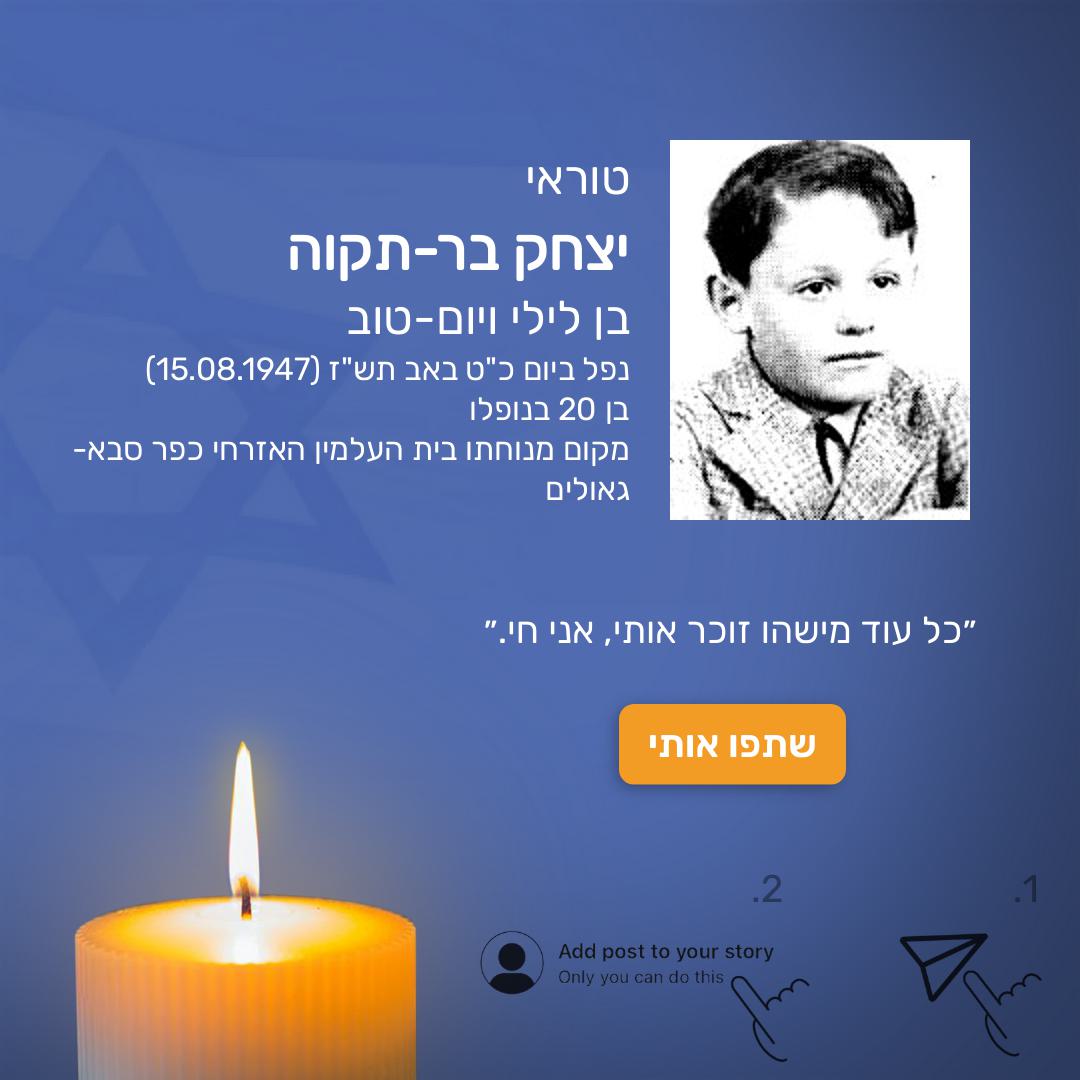 טוראי
יצחק בר-תקוה
בן לילי ויום-טוב
נפל ביום כ"ט באב תש"ז (15.08.1947)
בן 20 בנופלו
מקום מנוחתו בית העלמין האזרחי כפר סבא-
גאולים
״כל עוד מישהו זוכר אותי, אני חי.״
שתפו אותי
1.
2.
Add post to your story
Only you can do this